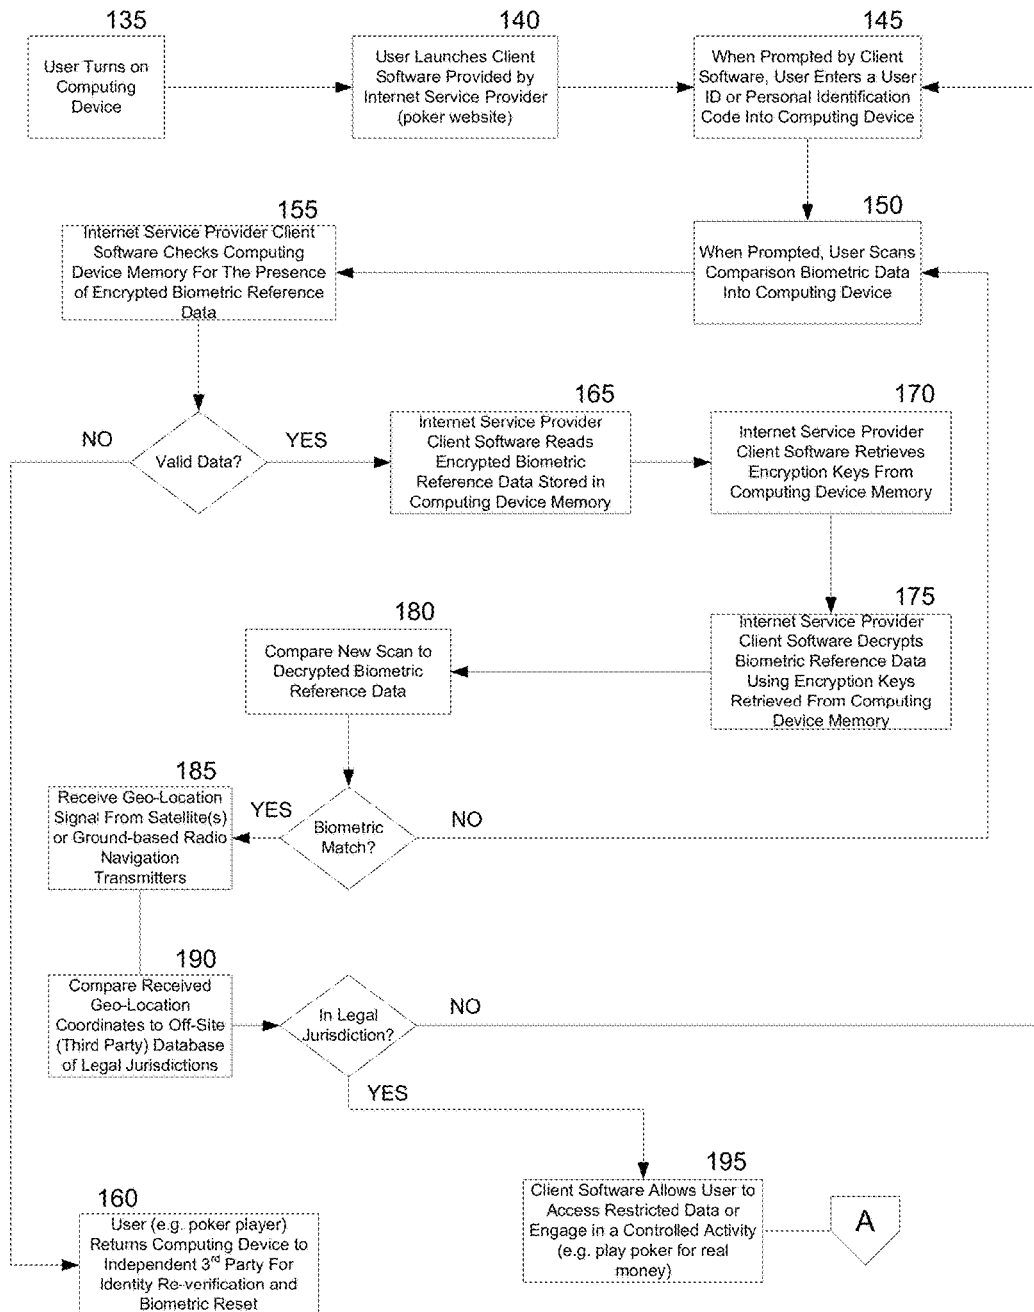 135
User Turns on
Computing
Device
140
User Launches Client
Software Provided by
Internet Service Provider
(poker website)
145
When Prompted by Client
Software, User Enters a User
ID or Personal Identification
Code Into Computing Device
150
When Prompted, User Scans
Comparison Biometric Data
Into Computing Device
155
Internet Service Provider Client
Software Checks Computing
Device Memory For The Presence
of Encrypted Biometric Reference
Data
NO
Valid Data?
YES
165
Internet Service Provider
Client Software Reads
Encrypted Biometric
Reference Data Stored in
Computing Device Memory
170
Internet Service Provider
Client Software Retrieves
Encryption Keys From
Computing Device Memory
175
Internet Service Provider
Client Software Decrypts
Biometric Reference Data
Using Encryption Keys
Retrieved From Computing
Device Memory
180
Compare New Scan to
Decrypted Biometric
Reference Data
185
Receive Geo-Location
Signal From Satellite(s)
or Ground-based Radio
Navigation
Transmitters
YES
Biometric
Match?
NO
190
Compare Received
Geo-Location
Coordinates to Off-Site
(Third Party) Database
of Legal Jurisdictions
In Legal
Jurisdiction?
NO
YES
195
Client Software Allows User to
Access Restricted Data or
Engage in a Controlled Activity
(e.g. play poker for real
money)
A
160
User (e.g. poker player)
Returns Computing Device to
Independent 3rd Party For
Identity Re-verification and
Biometric Reset